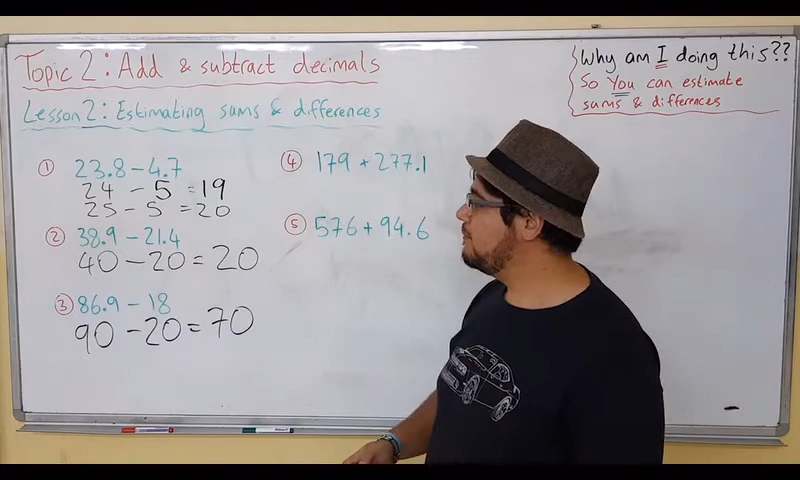 Topic 2: Add & subtract decimals
Lesson 2: Estimating sums & differences
Why am I doing this??
So You can estimate
sums & differences
① 23.8 - 4.7
24 - 5 = 19
25 - 5 = 20
② 38.9 - 21.4
40 - 20 = 20
③ 86.9 - 18
90 - 20 = 70
④ 179 + 277.1
⑤ 576 + 94.6